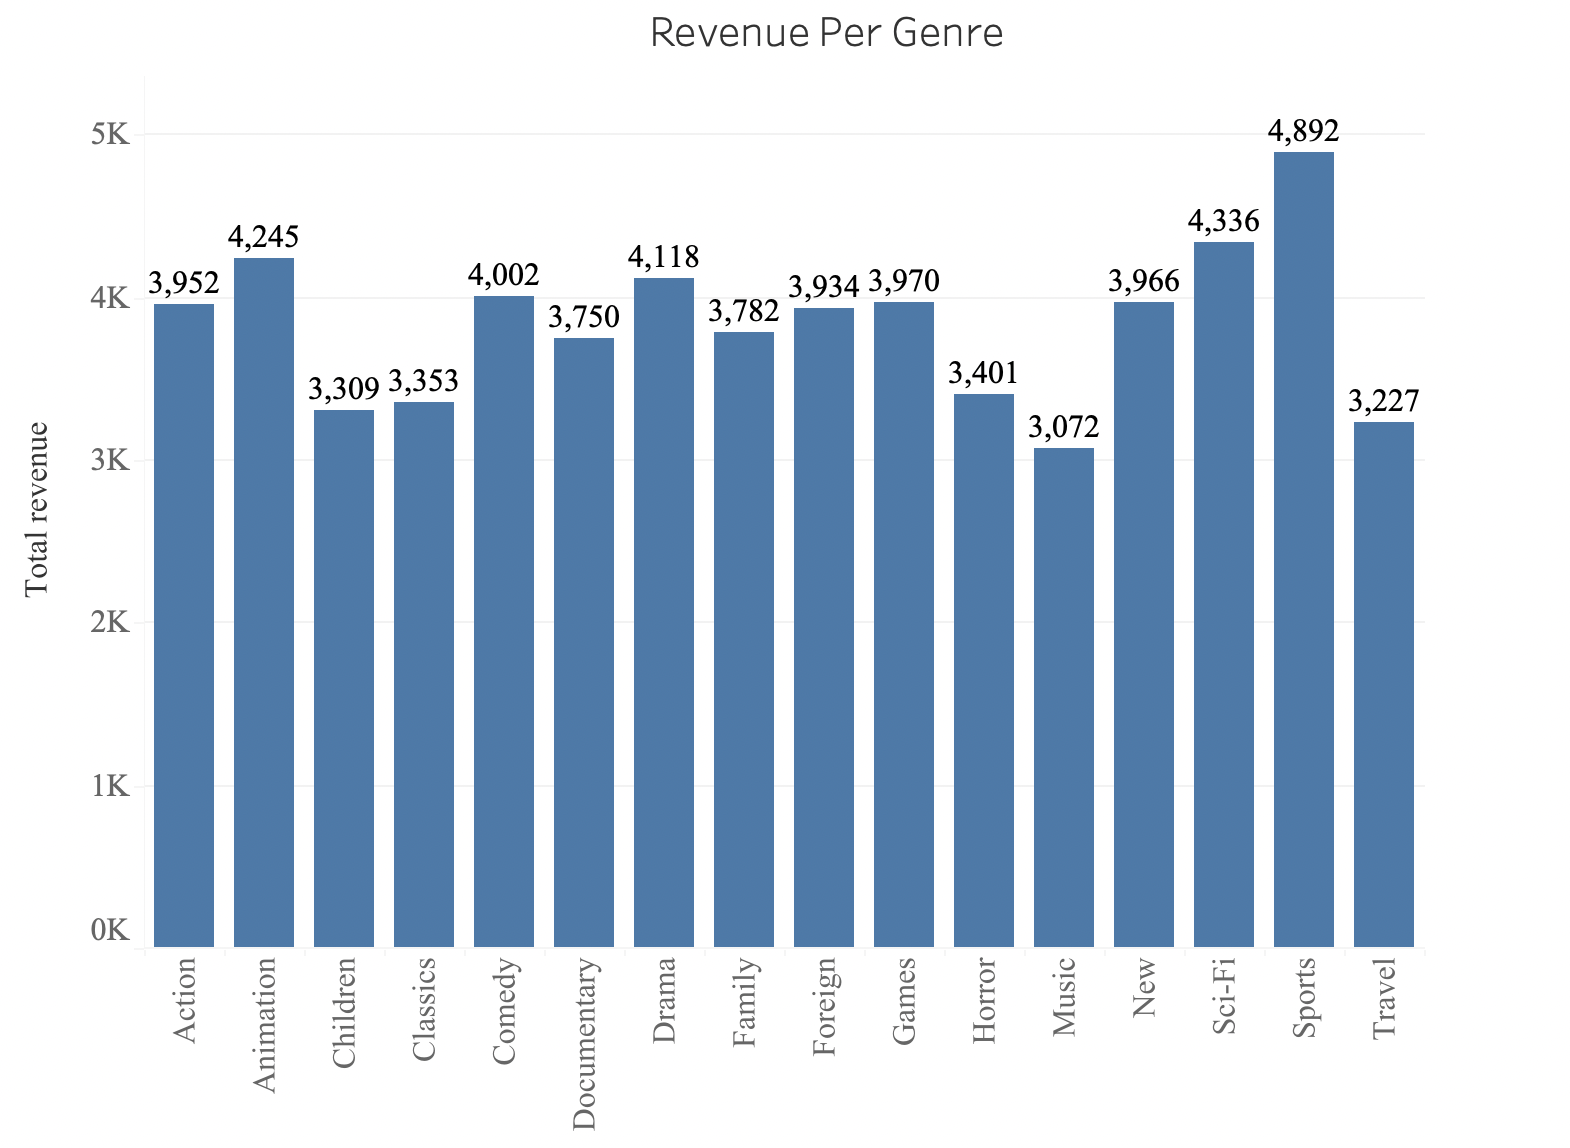 Revenue Per Genre
Total revenue
5K
4K
3K
2K
1K
0K
3,952
4,245
3,309
3,353
4,002
3,750
4,118
3,782
3,934
3,970
3,401
3,072
3,966
4,336
4,892
3,227
Action
Animation
Children
Classics
Comedy
Documentary
Drama
Family
Foreign
Games
Horror
Music
New
Sci-Fi
Sports
Travel